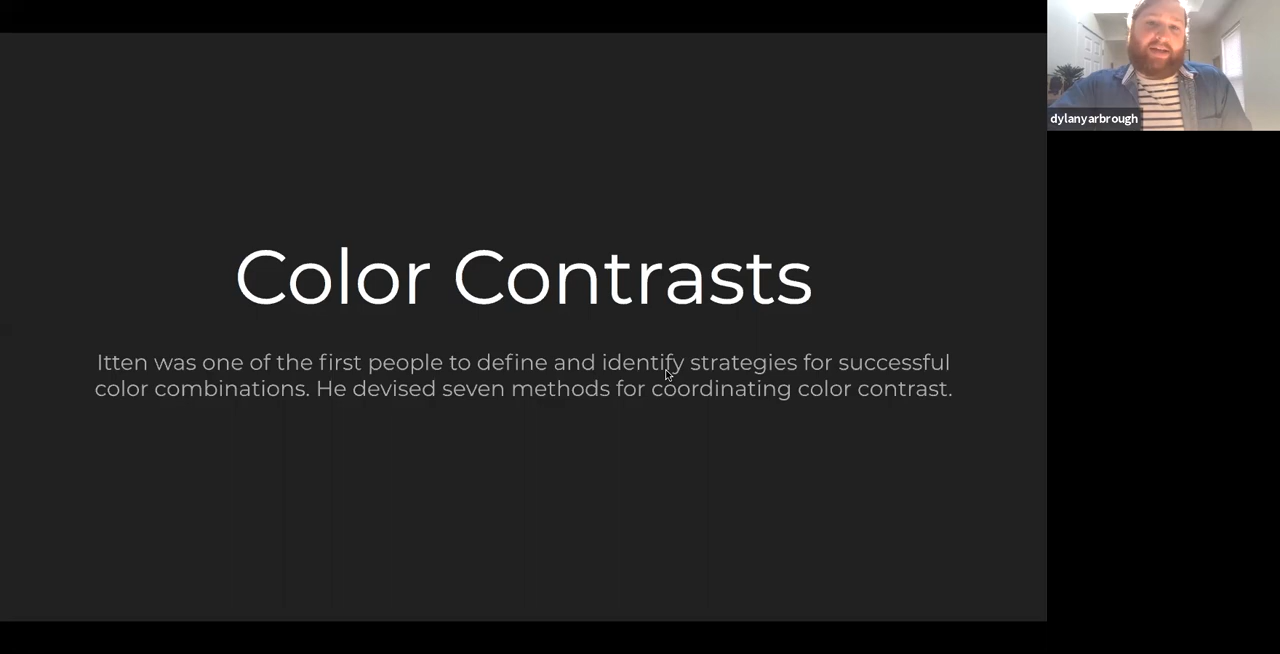 Color Contrasts
Itten was one of the first people to define and identify strategies for successful
color combinations. He devised seven methods for coordinating color contrast.
dylanyarbrough